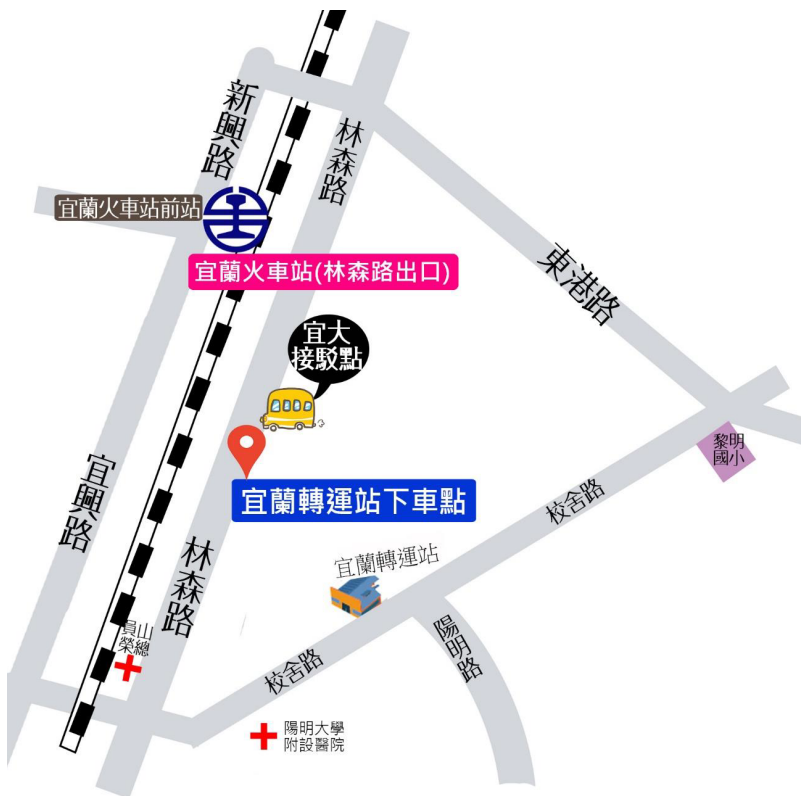 新興路
林森路
宜蘭火車站前站
宜蘭火車站(林森路出口)
東港路
宜大
接駁點
黎明
國小
宜蘭轉運站下車點
宜興路
校舍路
林森路
宜蘭轉運站
員山
榮總
陽明路
校舍路
陽明大學
附設醫院